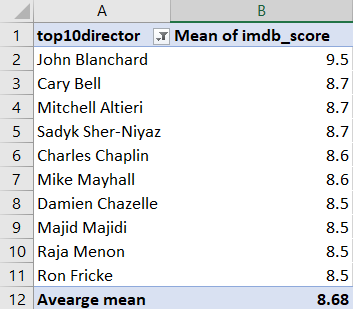 A B
1 top10director Mean of imdb_score
2 John Blanchard 9.5
3 Cary Bell 8.7
4 Mitchell Altieri 8.7
5 Sadyk Sher-Niyaz 8.7
6 Charles Chaplin 8.6
7 Mike Mayhall 8.6
8 Damien Chazelle 8.5
9 Majid Majidi 8.5
10 Raja Menon 8.5
11 Ron Fricke 8.5
12 Avearge mean 8.68